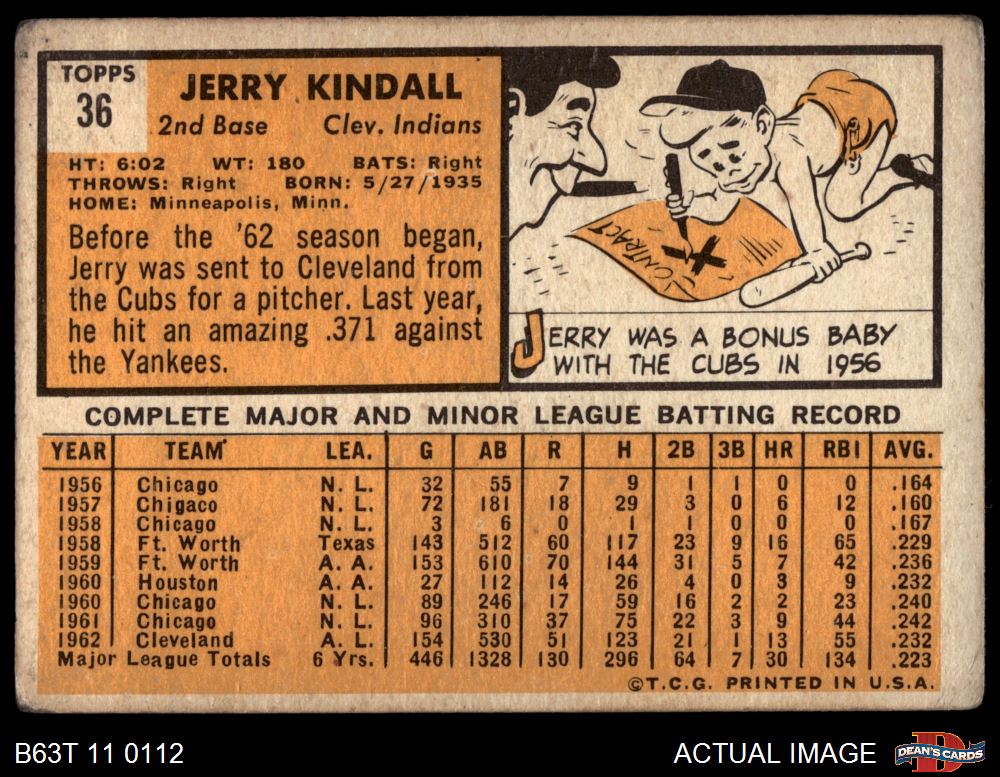 TOPPS
36
JERRY KINDALL
2nd Base Clev. Indians
HT: 6:02 WT: 180 BATS: Right
THROWS: Right BORN: 5/27/1935
HOME: Minneapolis, Minn.
Before the '62 season began,
Jerry was sent to Cleveland from
the Cubs for a pitcher. Last year,
he hit an amazing .371 against
the Yankees.
CONTRACT
X
JERRY WAS A BONUS BABY
WITH THE CUBS IN 1956
COMPLETE MAJOR AND MINOR LEAGUE BATTING RECORD
YEAR TEAM LEA. G AB R H 2B 3B HR RBI AVG.
1956 Chicago N. L. 32 55 7 9 1 1 0 0 .164
1957 Chigaco N. L. 72 181 18 29 3 0 6 12 .160
1958 Chicago N. L. 3 6 0 1 1 0 0 0 .167
1958 Ft. Worth Texas 143 512 60 117 23 9 16 65 .229
1959 Ft. Worth A. A. 153 610 70 144 31 5 7 42 .236
1960 Houston A. A. 27 112 14 26 4 0 3 9 .232
1960 Chicago N. L. 89 246 17 59 16 2 2 23 .240
1961 Chicago N. L. 96 310 37 75 22 3 9 44 .242
1962 Cleveland A. L. 154 530 51 123 21 1 13 55 .232
Major League Totals 6 Yrs. 446 1328 130 296 64 7 30 134 .223
©T.C.G. PRINTED IN U.S.A.
B63T 11 0112 ACTUAL IMAGE
DEAN'S CARDS